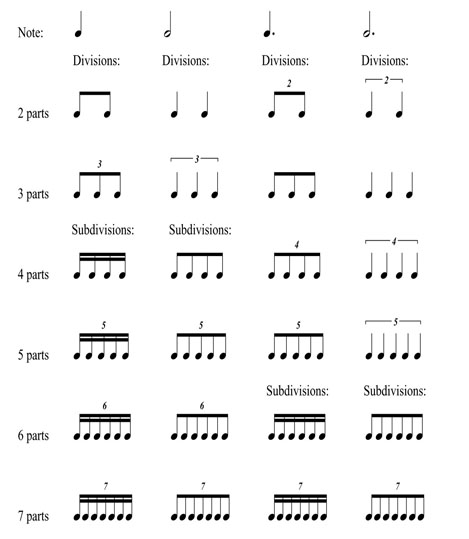 Note:
Divisions: Divisions: Divisions: Divisions:
2 2
2 parts
3 3
3 parts
Subdivisions: Subdivisions:
4 4
4 parts
5 5 5 5
5 parts
Subdivisions: Subdivisions:
6 6
6 parts
7 7 7 7
7 parts